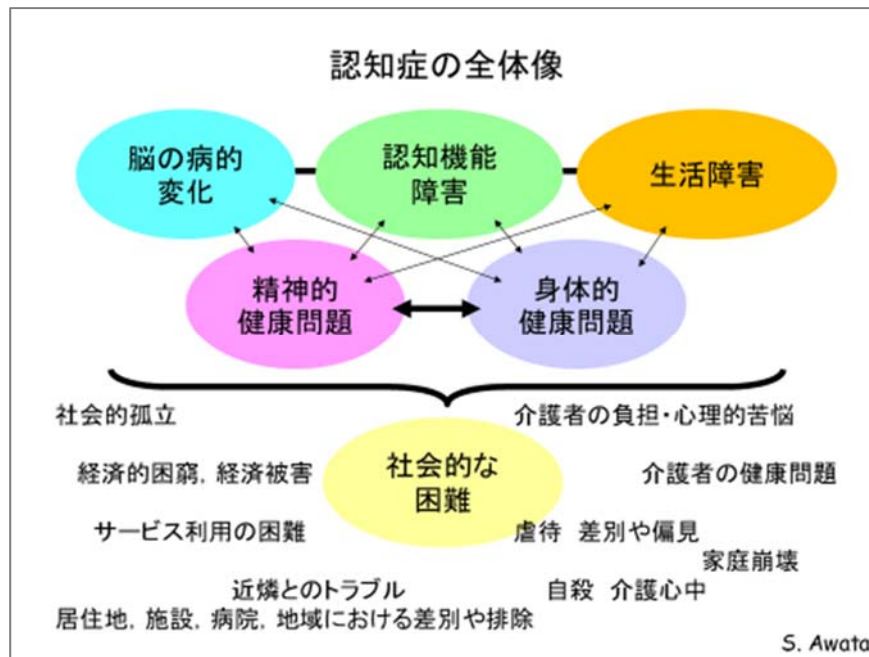 認知症の全体像
脳の病的
変化
認知機能
障害
生活障害
精神的
健康問題
身体的
健康問題
社会的孤立
介護者の負担・心理的苦悩
経済的困窮, 経済被害
社会的な
困難
介護者の健康問題
サービス利用の困難
虐待 差別や偏見
家庭崩壊
近燐とのトラブル
自殺 介護心中
居住地, 施設, 病院, 地域における差別や排除
S. Awata